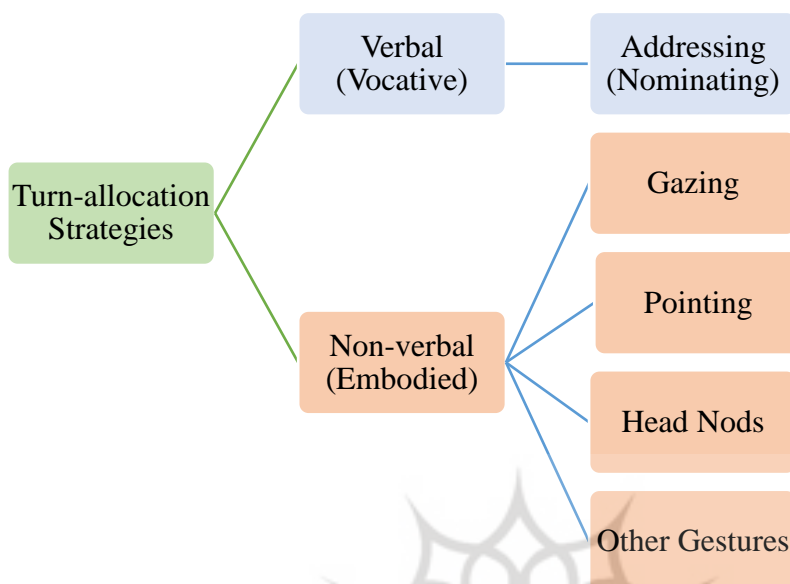 Turn-allocation
Strategies
Verbal
(Vocative)
Addressing
(Nominating)
Non-verbal
(Embodied)
Gazing
Pointing
Head Nods
Other Gestures